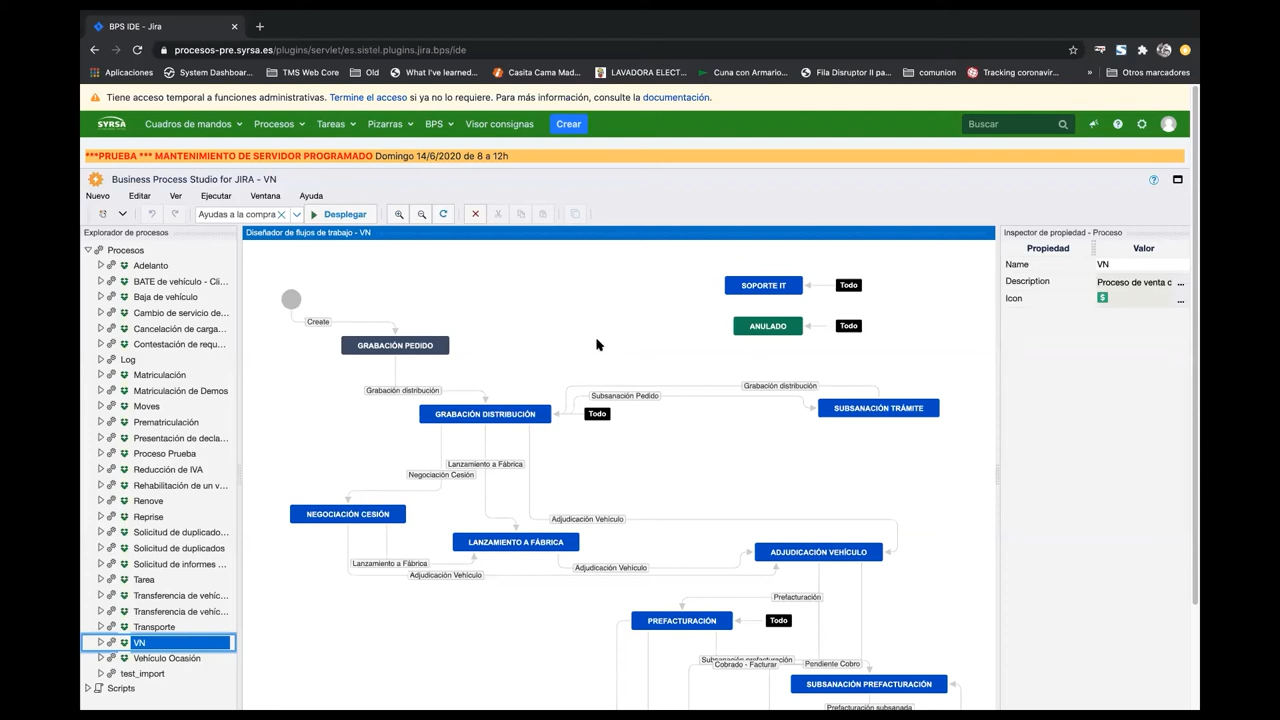 BPS IDE - Jira
procesos-pre.syrsa.es/plugins/servlet/es.sistel.plugins.jira.bps/ide
Aplicaciones
System Dashboar...
TMS Web Core
Old
What I've learned...
Casita Cama Mad...
LAVADORA ELECT...
Cuna con Armario...
Fila Disruptor II pa...
comunion
Tracking coronavir...
»
Otros marcadores
Tiene acceso temporal a funciones administrativas. Termine el acceso si ya no lo requiere. Para más información, consulte la documentación.
SYRSA
Cuadros de mandos
Procesos
Tareas
Pizarras
BPS
Visor consignas
Crear
Buscar
***PRUEBA *** MANTENIMIENTO DE SERVIDOR PROGRAMADO Domingo 14/6/2020 de 8 a 12h
Business Process Studio for JIRA - VN
Nuevo
Editar
Ver
Ejecutar
Ventana
Ayuda
Ayudas a la compra
Desplegar
Explorador de procesos
Procesos
Adelanto
BATE de vehículo - Cli...
Baja de vehículo
Cambio de servicio de...
Cancelación de carga...
Contestación de requ...
Log
Matriculación
Matriculación de Demos
Moves
Prematriculación
Presentación de decla...
Proceso Prueba
Reducción de IVA
Rehabilitación de un v...
Renove
Reprise
Solicitud de duplicado...
Solicitud de duplicados
Solicitud de informes ...
Tarea
Transferencia de vehíc...
Transferencia de vehíc...
Transporte
VN
Vehículo Ocasión
test_import
Scripts
Diseñador de flujos de trabajo - VN
SOPORTE IT
Todo
ANULADO
Todo
Create
GRABACIÓN PEDIDO
Grabación distribución
Grabación distribución
Subsanación Pedido
GRABACIÓN DISTRIBUCIÓN
Todo
SUBSANACIÓN TRÁMITE
Lanzamiento a Fábrica
Negociación Cesión
NEGOCIACIÓN CESIÓN
Adjudicación Vehículo
LANZAMIENTO A FÁBRICA
ADJUDICACIÓN VEHÍCULO
Lanzamiento a Fábrica
Adjudicación Vehículo
Adjudicación Vehículo
Prefacturación
PREFACTURACIÓN
Todo
Subsanación prefacturación
Cobrado - Facturar
Pendiente Cobro
SUBSANACIÓN PREFACTURACIÓN
Prefacturación subsanada
Inspector de propiedad - Proceso
Propiedad
Valor
Name
VN
Description
Proceso de venta c
...
Icon
...